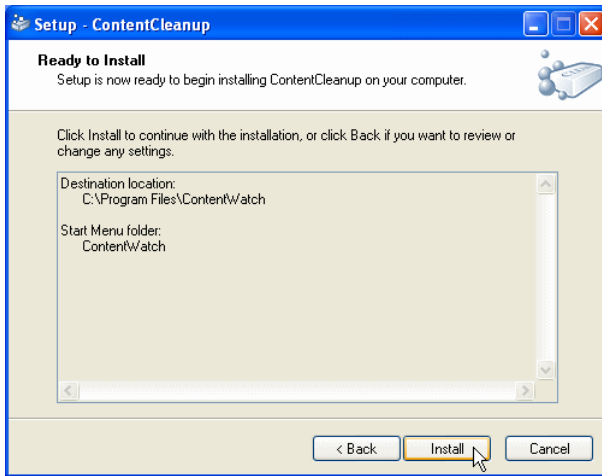 Setup - ContentCleanup
Ready to Install
Setup is now ready to begin installing ContentCleanup on your computer.
Click Install to continue with the installation, or click Back if you want to review or
change any settings.
Destination location:
C:\Program Files\ContentWatch
Start Menu folder:
ContentWatch
< Back
Install
Cancel